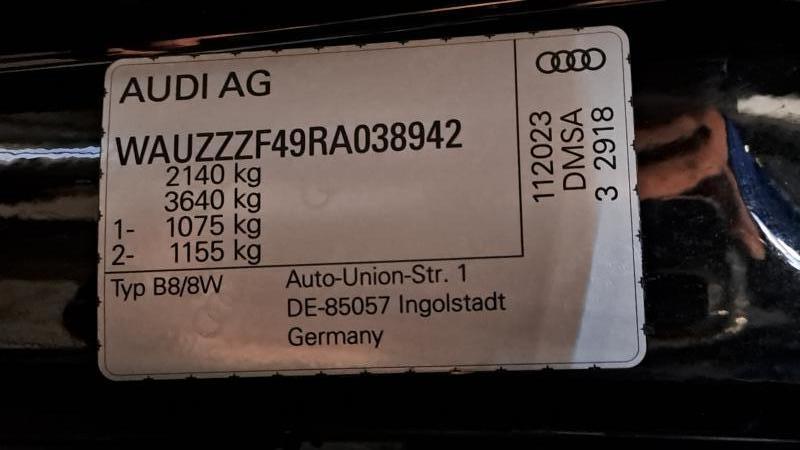 AUDI AG
WAUZZZF49RA038942
2140 kg
3640 kg
1- 1075 kg
2- 1155 kg
Typ B8/8W
Auto-Union-Str. 1
DE-85057 Ingolstadt
Germany
112023
DMSA
3 2918